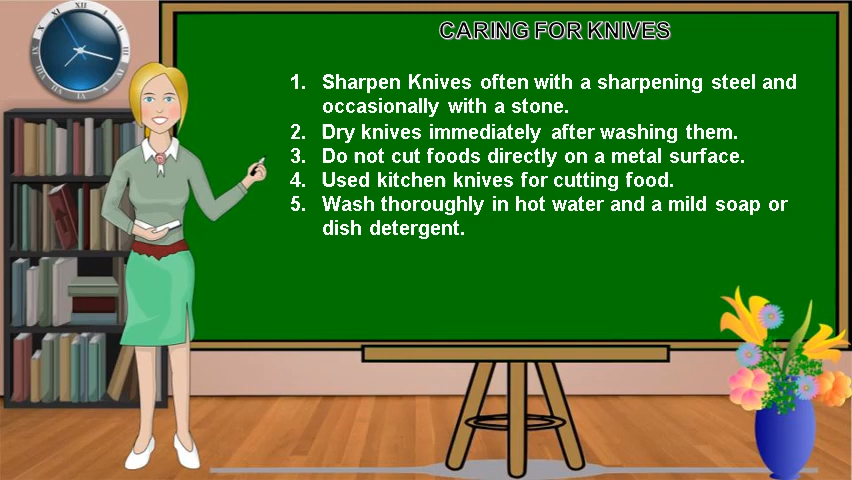 CARING FOR KNIVES
1. Sharpen Knives often with a sharpening steel and
occasionally with a stone.
2. Dry knives immediately after washing them.
3. Do not cut foods directly on a metal surface.
4. Used kitchen knives for cutting food.
5. Wash thoroughly in hot water and a mild soap or
dish detergent.